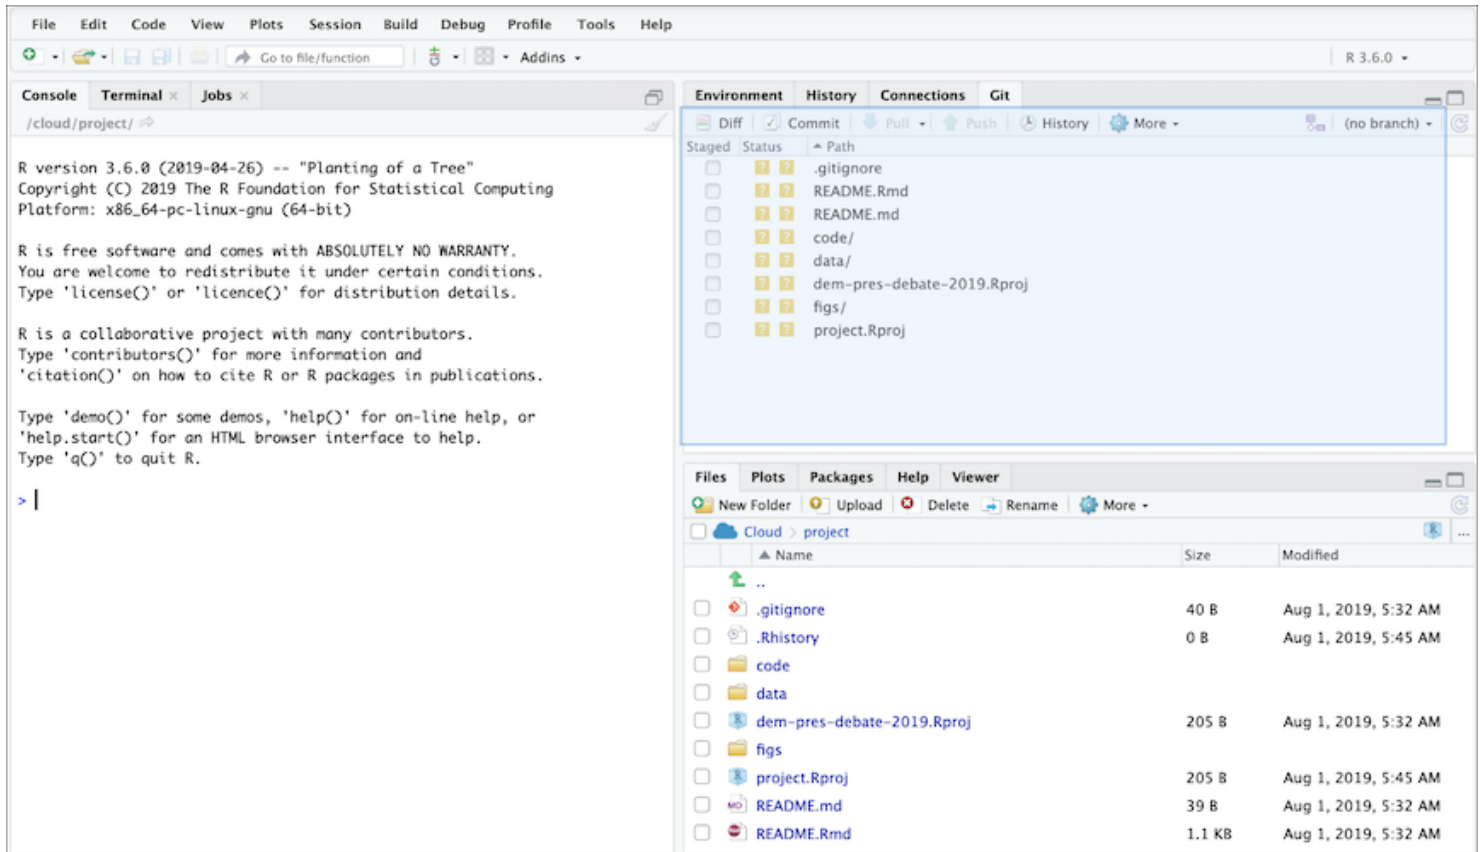 File Edit Code View Plots Session Build Debug Profile Tools Help
Go to file/function Addins R 3.6.0
Console Terminal Jobs
/cloud/project/
R version 3.6.0 (2019-04-26) -- "Planting of a Tree"
Copyright (C) 2019 The R Foundation for Statistical Computing
Platform: x86_64-pc-linux-gnu (64-bit)
R is free software and comes with ABSOLUTELY NO WARRANTY.
You are welcome to redistribute it under certain conditions.
Type 'license()' or 'licence()' for distribution details.
R is a collaborative project with many contributors.
Type 'contributors()' for more information and
'citation()' on how to cite R or R packages in publications.
Type 'demo()' for some demos, 'help()' for on-line help, or
'help.start()' for an HTML browser interface to help.
Type 'q()' to quit R.
>
Environment History Connections Git
Diff Commit Pull Push History More (no branch)
Staged Status Path
? ? .gitignore
? ? README.Rmd
? ? README.md
? ? code/
? ? data/
? ? dem-pres-debate-2019.Rproj
? ? figs/
? ? project.Rproj
Files Plots Packages Help Viewer
New Folder Upload Delete Rename More
Cloud project R ...
Name Size Modified
..
.gitignore 40 B Aug 1, 2019, 5:32 AM
.Rhistory 0 B Aug 1, 2019, 5:45 AM
code
data
R dem-pres-debate-2019.Rproj 205 B Aug 1, 2019, 5:32 AM
figs
R project.Rproj 205 B Aug 1, 2019, 5:45 AM
MD README.md 39 B Aug 1, 2019, 5:32 AM
README.Rmd 1.1 KB Aug 1, 2019, 5:32 AM